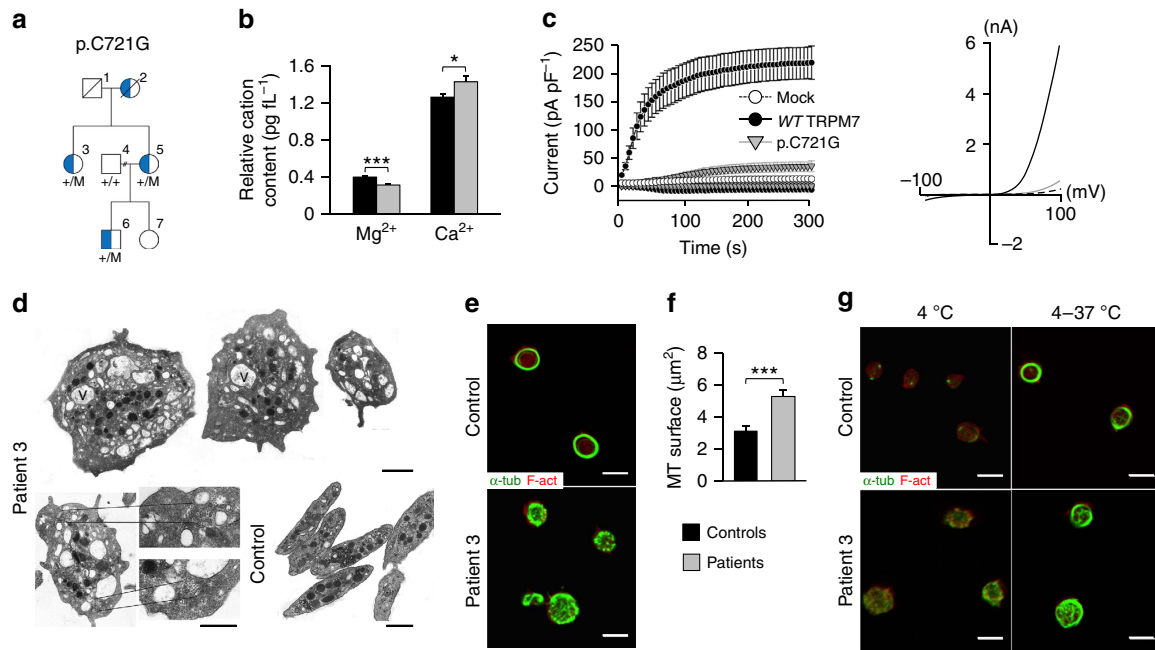 a
p.C721G
1
2
3
4
5
+/M
+/+
+/M
6
7
+/M
b
Relative cation
content (pg fL⁻¹)
1.6
1.2
0.8
0.4
0
***
*
Mg²⁺
Ca²⁺
c
Current (pA pF⁻¹)
250
200
150
100
50
0
0
100
200
300
Time (s)
Mock
WT TRPM7
p.C721G
(nA)
6
4
2
−2
−100
(mV)
100
d
Patient 3
V
V
Control
e
Control
α-tub F-act
Patient 3
f
MT surface (μm²)
8
6
4
2
0
***
Controls
Patients
g
4 °C
4–37 °C
Control
α-tub F-act
Patient 3